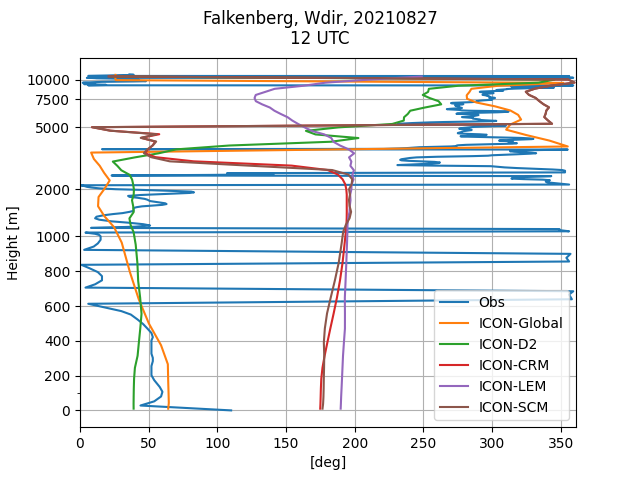 Falkenberg, Wdir, 20210827
12 UTC
10000
7500
5000
2000
1000
800
600
400
200
0
Height [m]
Obs
ICON-Global
ICON-D2
ICON-CRM
ICON-LEM
ICON-SCM
0 50 100 150 200 250 300 350
[deg]